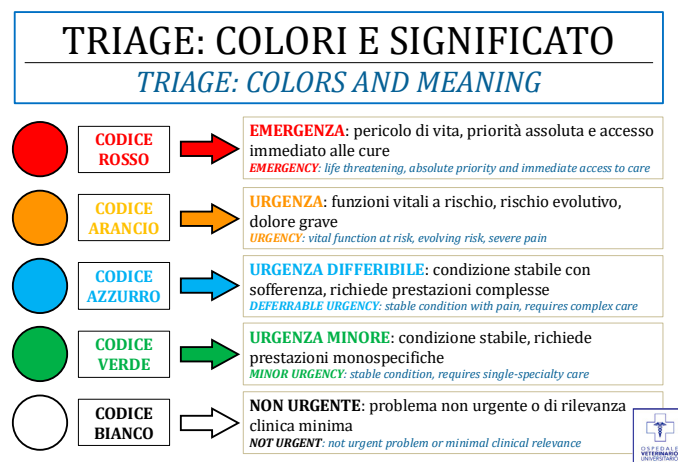 TRIAGE: COLORI E SIGNIFICATO
TRIAGE: COLORS AND MEANING
CODICE
ROSSO
EMERGENZA: pericolo di vita, priorità assoluta e accesso
immediato alle cure
EMERGENCY: life threatening, absolute priority and immediate access to care
CODICE
ARANCIO
URGENZA: funzioni vitali a rischio, rischio evolutivo,
dolore grave
URGENCY: vital function at risk, evolving risk, severe pain
CODICE
AZZURRO
URGENZA DIFFERIBILE: condizione stabile con
sofferenza, richiede prestazioni complesse
DEFERRABLE URGENCY: stable condition with pain, requires complex care
CODICE
VERDE
URGENZA MINORE: condizione stabile, richiede
prestazioni monospecifiche
MINOR URGENCY: stable condition, requires single-specialty care
CODICE
BIANCO
NON URGENTE: problema non urgente o di rilevanza
clinica minima
NOT URGENT: not urgent problem or minimal clinical relevance
OSPEDALE
VETERINARIO
UNIVERSITARIO